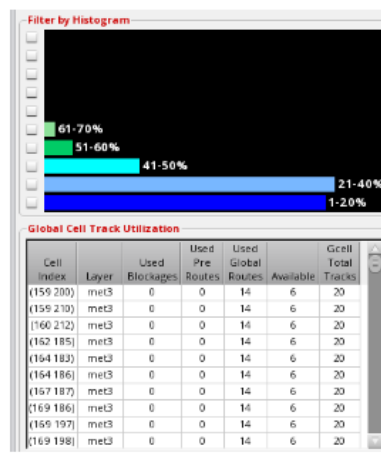 Filter by Histogram
61-70%
51-60%
41-50%
21-40%
1-20%
Global Cell Track Utilization
Cell Index Layer Used Blockages Used Pre Routes Used Global Routes Available Gcell Total Tracks
(159 200) met3 0 0 14 6 20
(159 210) met3 0 0 14 6 20
(160 212) met3 0 0 14 6 20
(162 185) met3 0 0 14 6 20
(164 183) met3 0 0 14 6 20
(164 186) met3 0 0 14 6 20
(167 187) met3 0 0 14 6 20
(169 186) met3 0 0 14 6 20
(169 197) met3 0 0 14 6 20
(169 198) met3 0 0 14 6 20